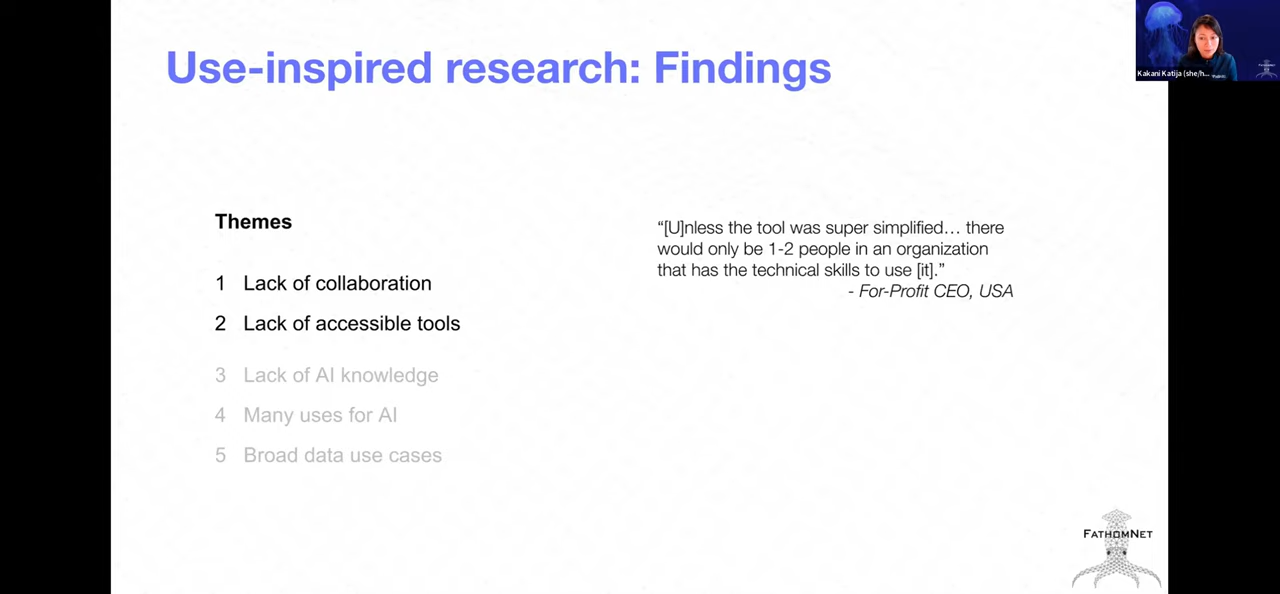 Use-inspired research: Findings
Kakani Katija (she/h...
Themes
1 Lack of collaboration
2 Lack of accessible tools
3 Lack of AI knowledge
4 Many uses for AI
5 Broad data use cases
“[U]nless the tool was super simplified… there
would only be 1-2 people in an organization
that has the technical skills to use [it].”
- For-Profit CEO, USA
FATHOMNET